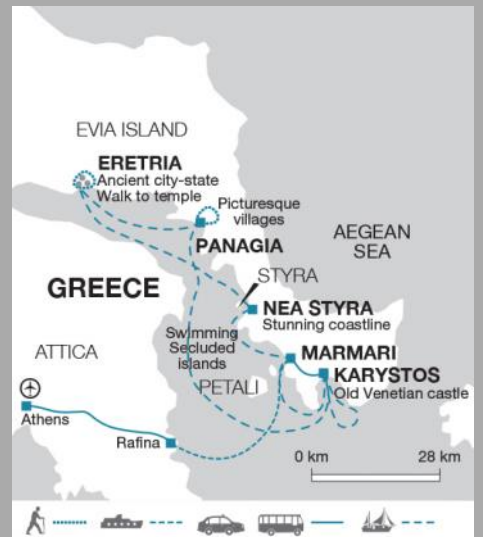 EVIA ISLAND
ERETRIA
Ancient city-state
Walk to temple
Picturesque
villages
PANAGIA
AEGEAN
SEA
STYRA
GREECE
NEA STYRA
Stunning coastline
Swimming
Secluded
islands
ATTICA
MARMARI
PETALI
KARYSTOS
Old Venetian castle
Athens
Rafina
0 km
28 km